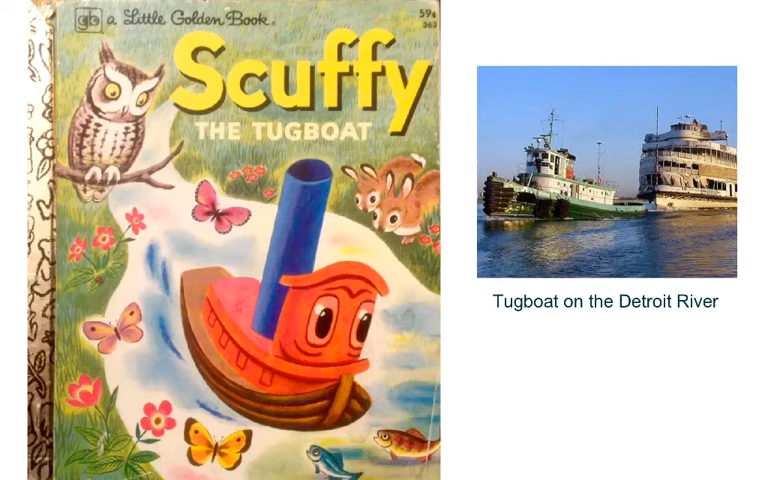 a Little Golden Book®
59¢
363
Scuffy
THE TUGBOAT
Tugboat on the Detroit River